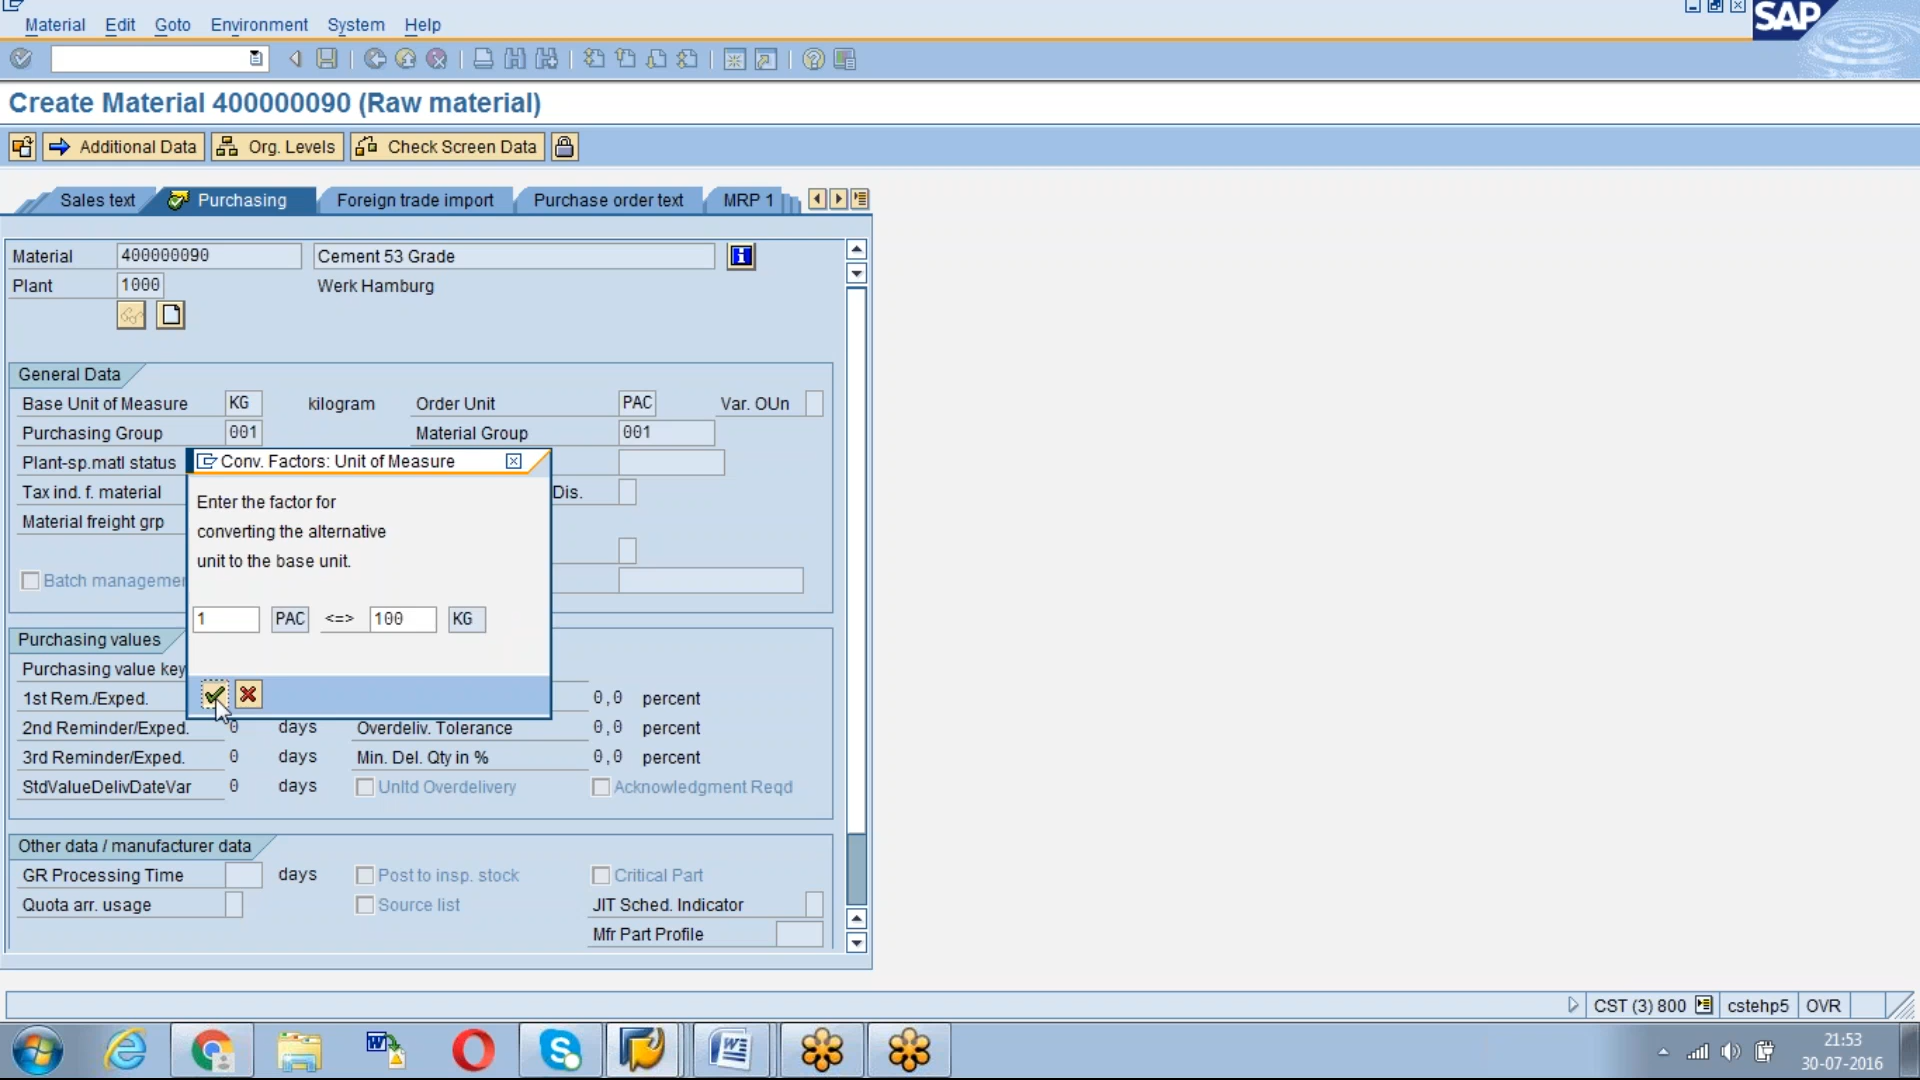 Material Edit Goto Environment System Help
SAP
Create Material 400000090 (Raw material)
Additional Data Org. Levels Check Screen Data
Sales text Purchasing Foreign trade import Purchase order text MRP 1
Material 400000090 Cement 53 Grade
Plant 1000 Werk Hamburg
General Data
Base Unit of Measure KG kilogram Order Unit PAC Var. OUn
Purchasing Group 001 Material Group 001
Plant-sp.matl status
Conv. Factors: Unit of Measure
Tax ind. f. material Dis.
Enter the factor for
Material freight grp
converting the alternative
unit to the base unit.
Batch manageme
1 PAC <=> 100 KG
Purchasing values
Purchasing value key
1st Rem./Exped. 0,0 percent
2nd Reminder/Exped. 0 days Overdeliv. Tolerance 0,0 percent
3rd Reminder/Exped. 0 days Min. Del. Qty in % 0,0 percent
StdValueDelivDateVar 0 days Unltd Overdelivery Acknowledgment Reqd
Other data / manufacturer data
GR Processing Time days Post to insp. stock Critical Part
Quota arr. usage Source list JIT Sched. Indicator
Mfr Part Profile
CST (3) 800 cstehp5 OVR
21:53
30-07-2016